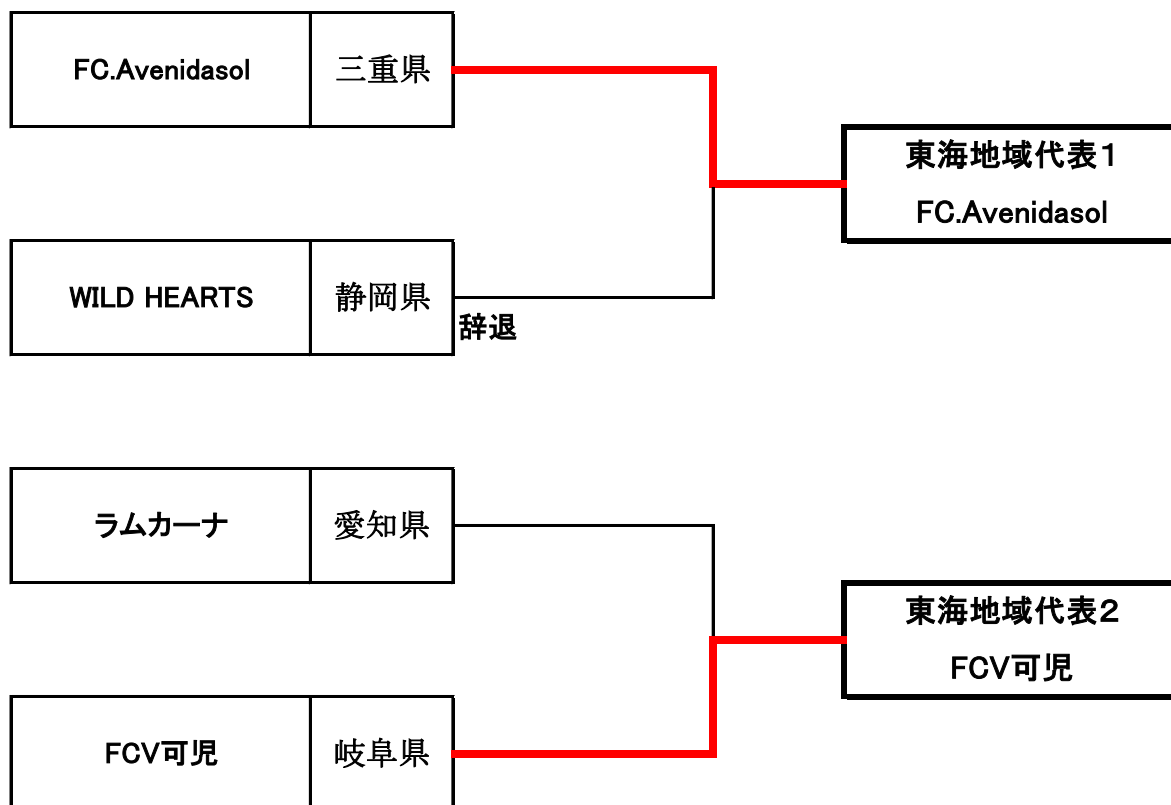 FC.Avenidasol 三重県
東海地域代表１
FC.Avenidasol
WILD HEARTS 静岡県
辞退
ラムカーナ 愛知県
東海地域代表２
FCV可児
FCV可児 岐阜県